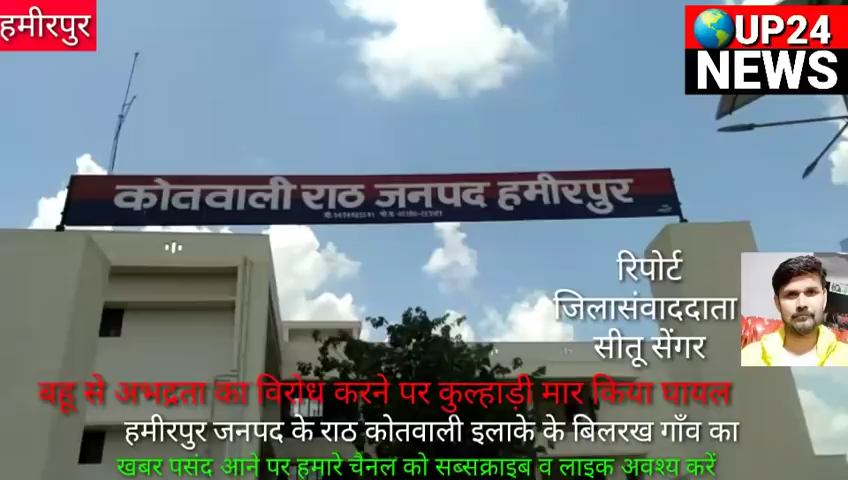 हमीरपुर
UP24
NEWS
कोतवाली राठ जनपद हमीरपुर
रिपोर्ट
जिलासंवाददाता
सीतू सेंगर
बहू से अभद्रता का विरोध करने पर कुल्हाड़ी मार किया घायल
हमीरपुर जनपद के राठ कोतवाली इलाके के बिलरख गाँव का
खबर पसंद आने पर हमारे चैनल को सब्सक्राइब व लाइक अवश्य करें